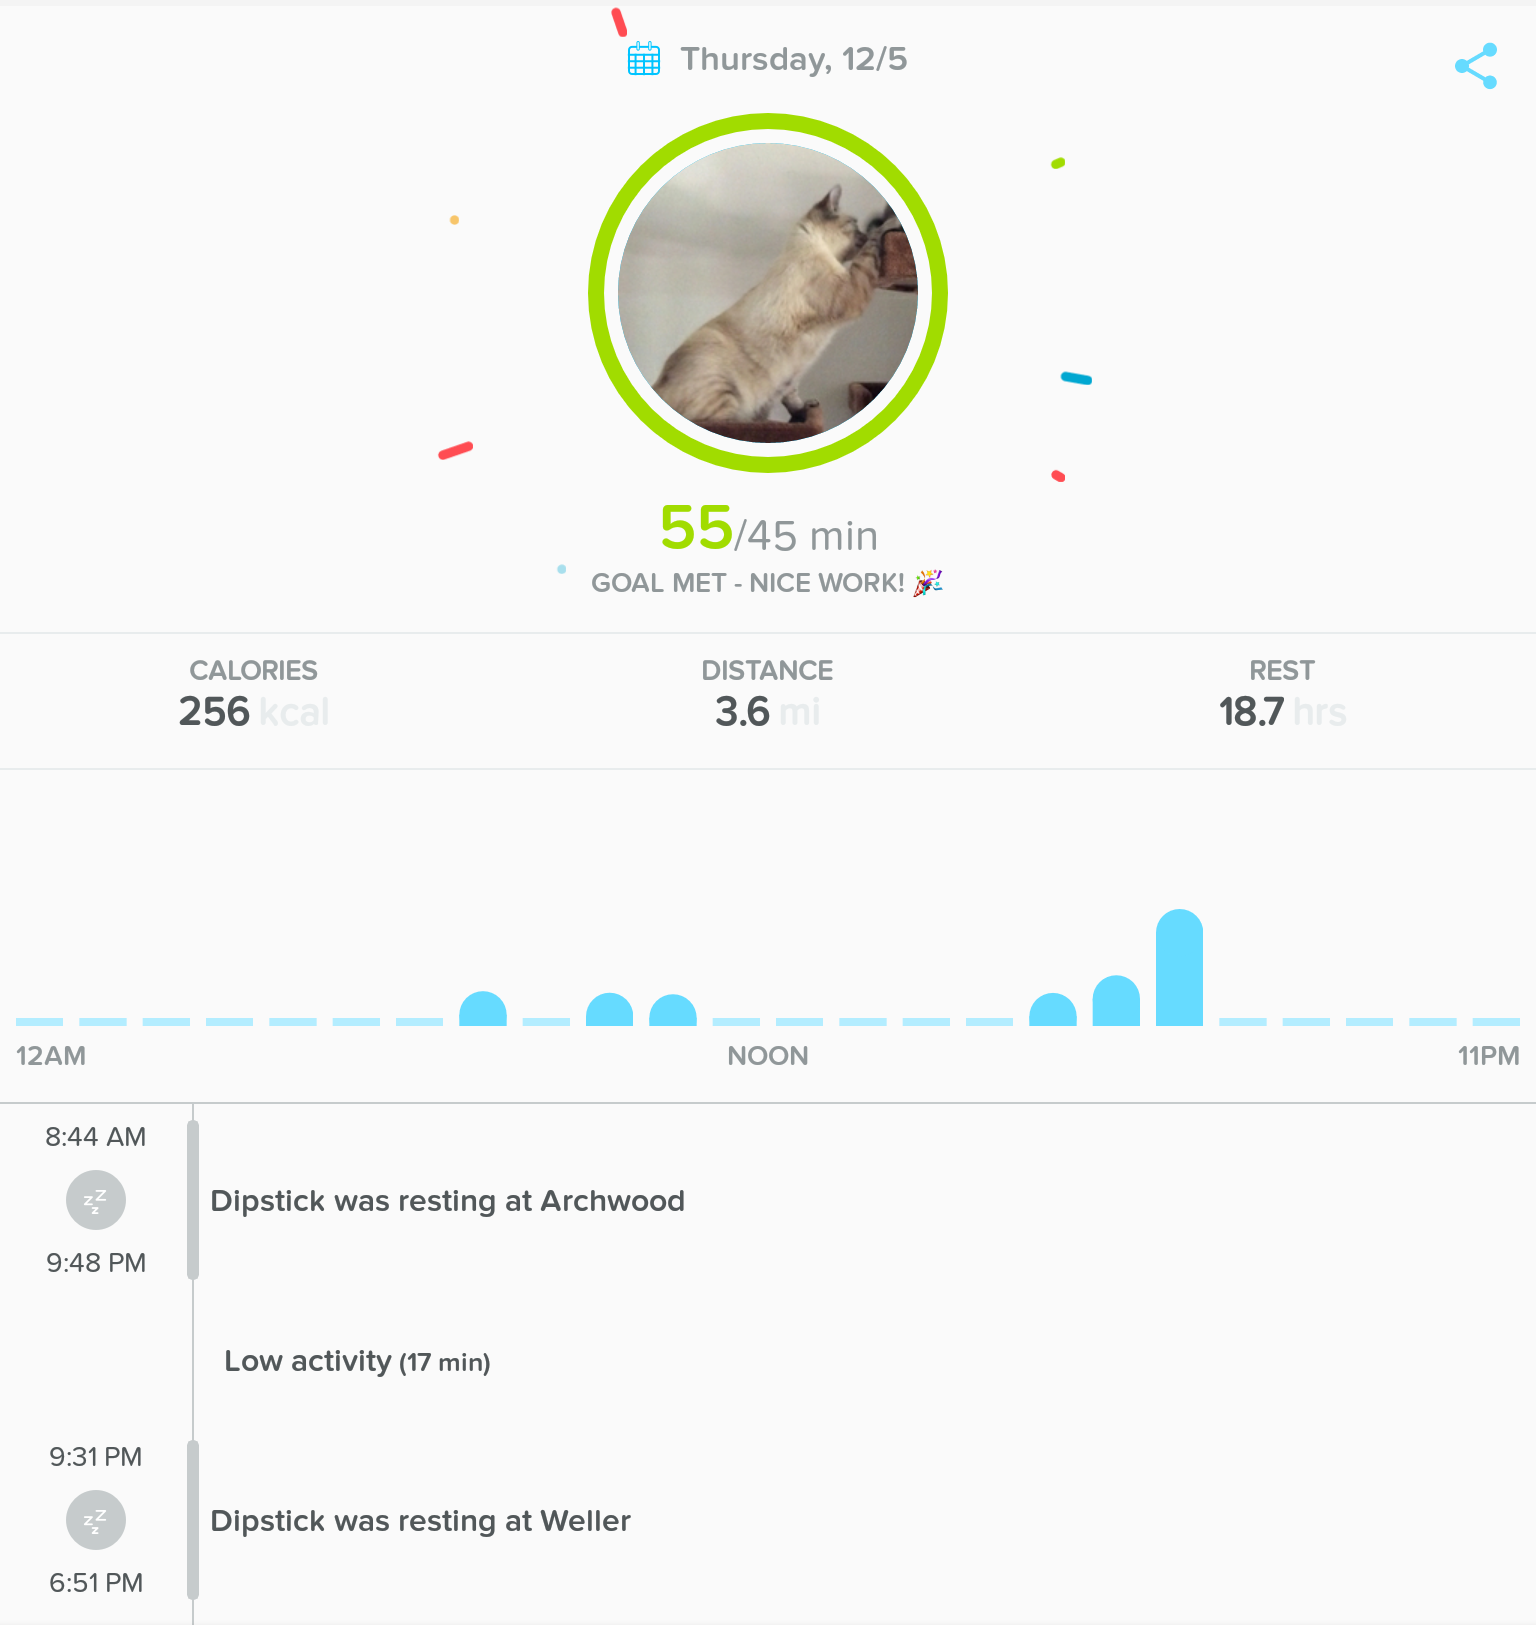 Thursday, 12/5
55/45 min
GOAL MET - NICE WORK! 🎉
CALORIES
256 kcal
DISTANCE
3.6 mi
REST
18.7 hrs
12AM NOON 11PM
8:44 AM
zzz
Dipstick was resting at Archwood
9:48 PM
Low activity (17 min)
9:31 PM
zzz
Dipstick was resting at Weller
6:51 PM